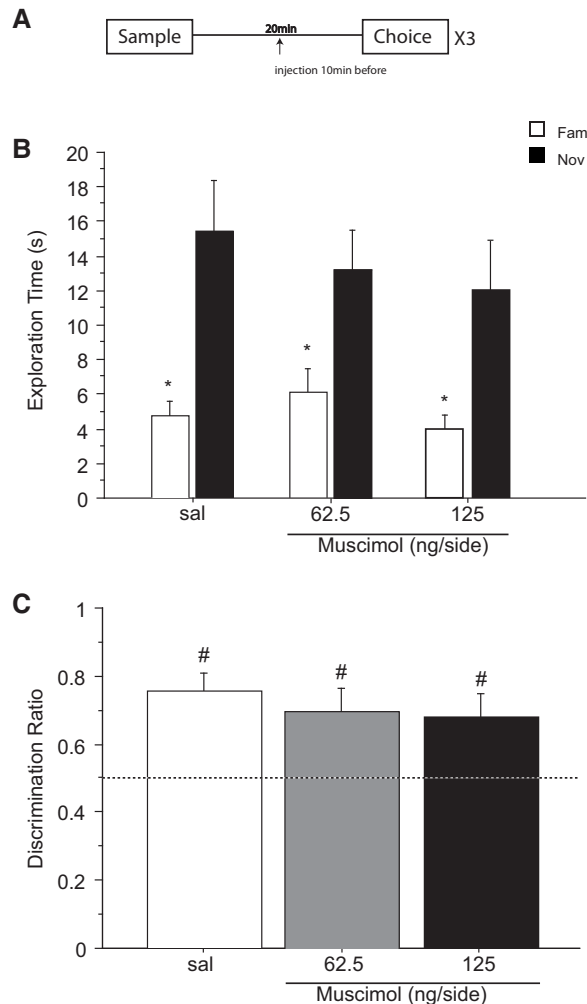 A
Sample
20min
Choice
X3
injection 10min before
Fam
Nov
B
20
18
16
14
12
10
8
6
4
2
0
Exploration Time (s)
*
*
*
sal
62.5
125
Muscimol (ng/side)
C
1
0.8
0.6
0.4
0.2
0
Discrimination Ratio
#
#
#
sal
62.5
125
Muscimol (ng/side)